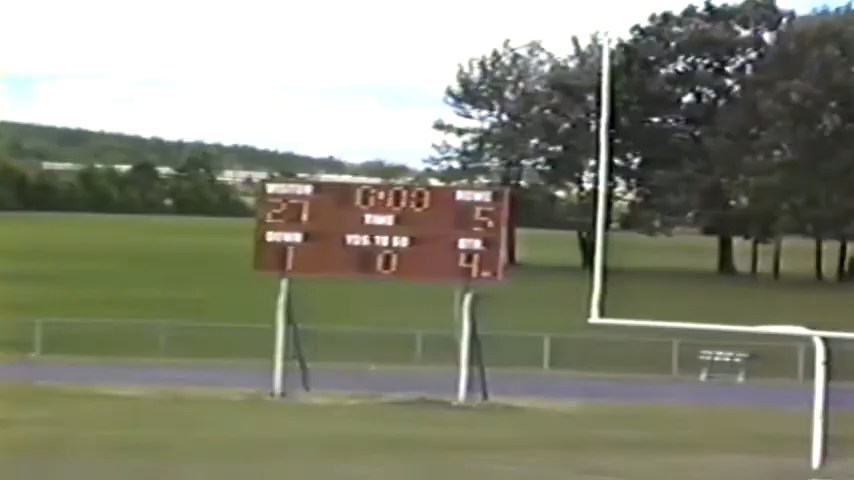 VISITOR 0:00 HOME
27 TIME 5
DOWN YDS. TO GO QTR.
1 0 4